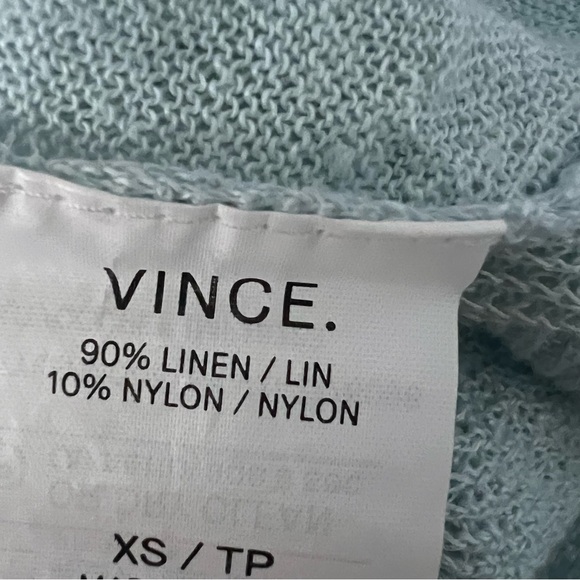 VINCE.
90% LINEN / LIN
10% NYLON / NYLON
XS / TP